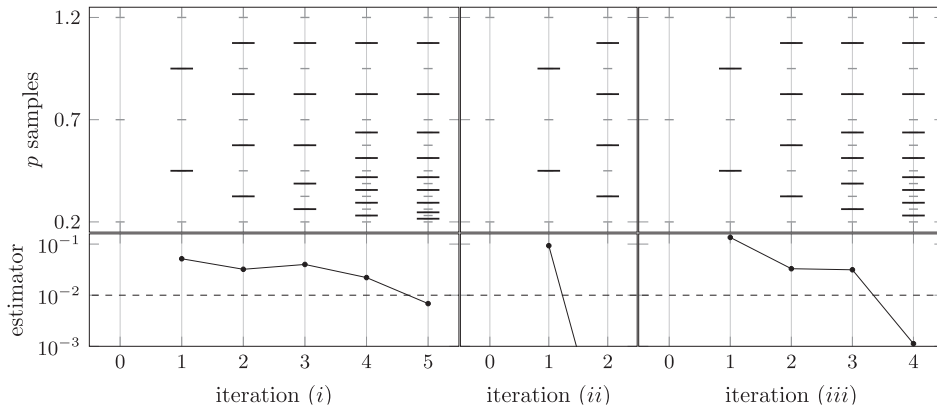 1.2
0.7
0.2
p samples
10⁻¹
10⁻²
10⁻³
estimator
0 1 2 3 4 5 0 1 2 0 1 2 3 4
iteration (i) iteration (ii) iteration (iii)